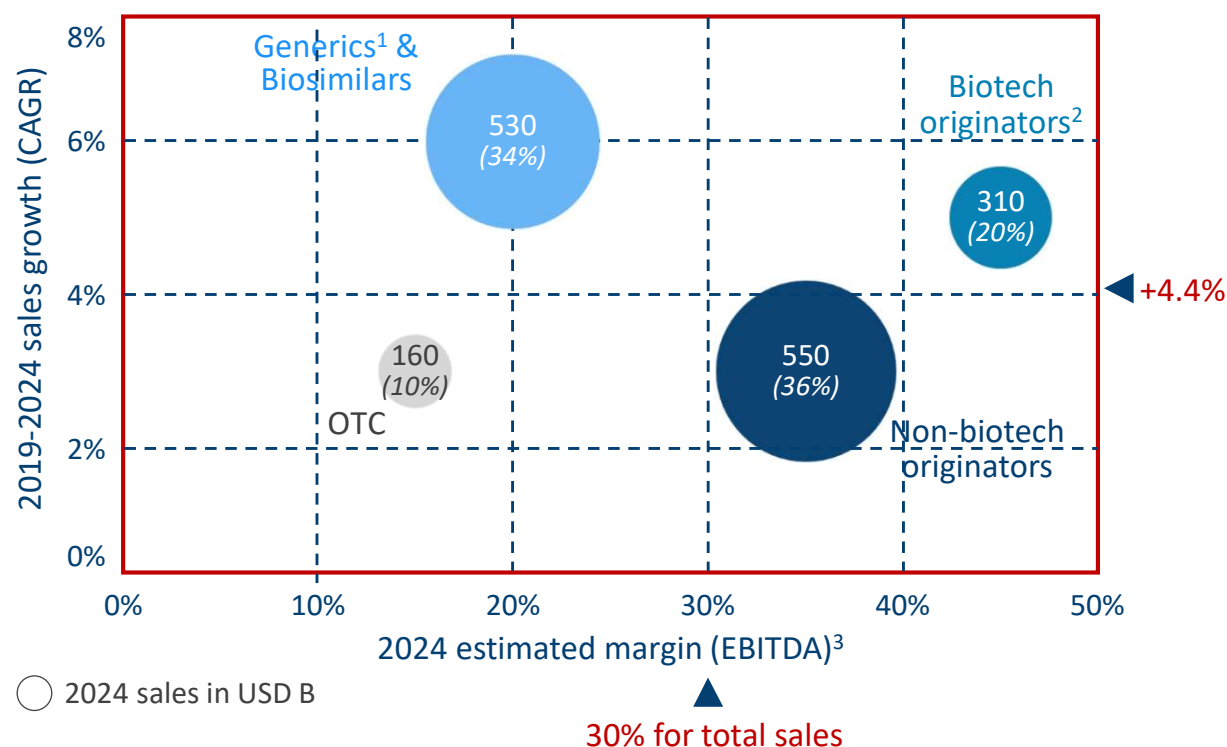 2019-2024 sales growth (CAGR)
8%
6%
4%
2%
0%
Generics¹ &
Biosimilars
530
(34%)
Biotech
originators²
310
(20%)
+4.4%
160
(10%)
OTC
550
(36%)
Non-biotech
originators
0%
10%
20%
30%
40%
50%
2024 estimated margin (EBITDA)³
2024 sales in USD B
30% for total sales